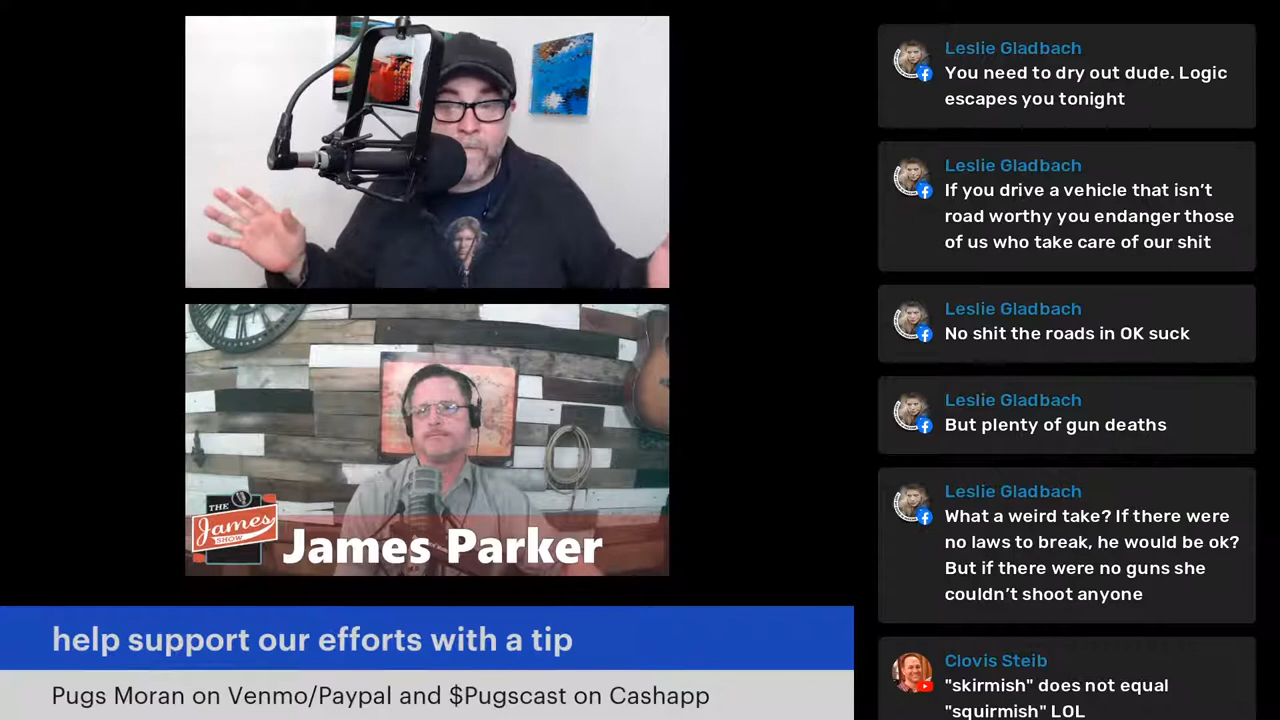 THE
James
SHOW
James Parker
help support our efforts with a tip
Pugs Moran on Venmo/Paypal and $Pugscast on Cashapp
Leslie Gladbach
You need to dry out dude. Logic
escapes you tonight
Leslie Gladbach
If you drive a vehicle that isn’t
road worthy you endanger those
of us who take care of our shit
Leslie Gladbach
No shit the roads in OK suck
Leslie Gladbach
But plenty of gun deaths
Leslie Gladbach
What a weird take? If there were
no laws to break, he would be ok?
But if there were no guns she
couldn’t shoot anyone
Clovis Steib
"skirmish" does not equal
"squirmish" LOL